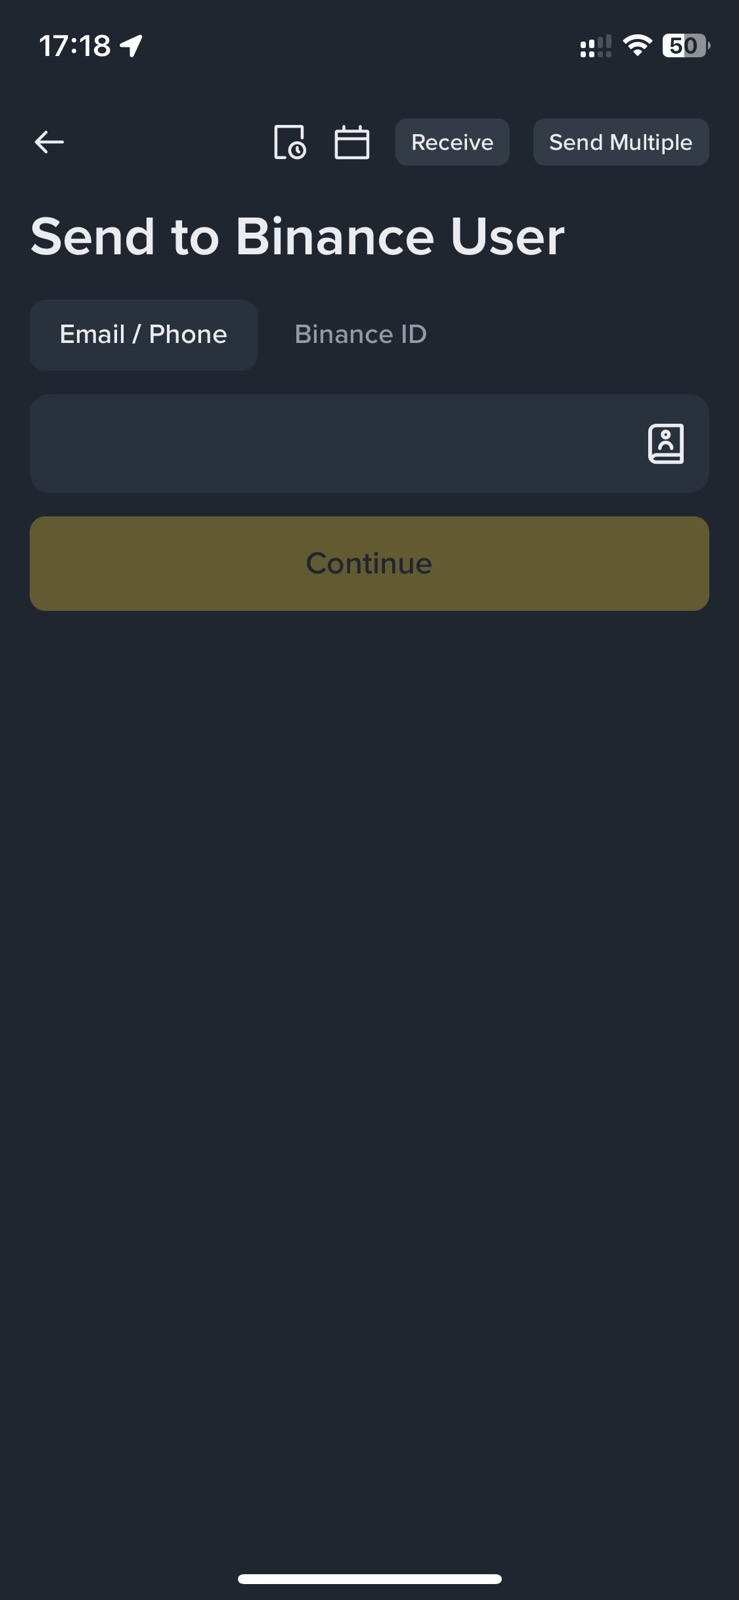 17:18
50
Receive
Send Multiple
Send to Binance User
Email / Phone
Binance ID
Continue